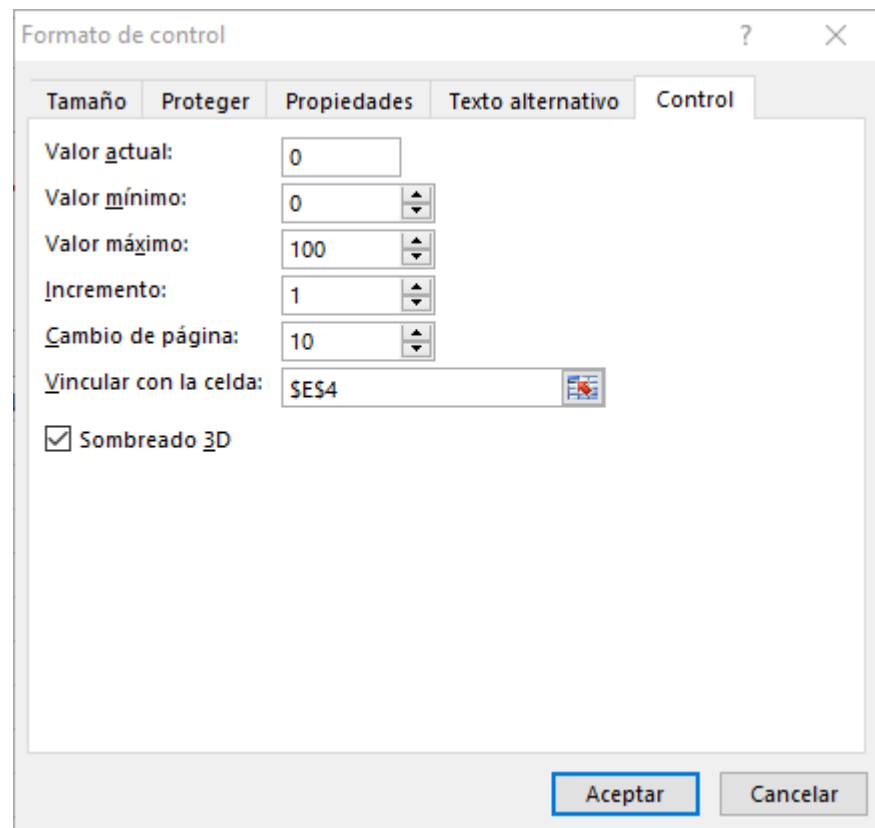 Formato de control ?
Tamaño Proteger Propiedades Texto alternativo Control
Valor actual: 0
Valor mínimo: 0
Valor máximo: 100
Incremento: 1
Cambio de página: 10
Vincular con la celda: $E$4
Sombreado 3D
Aceptar Cancelar